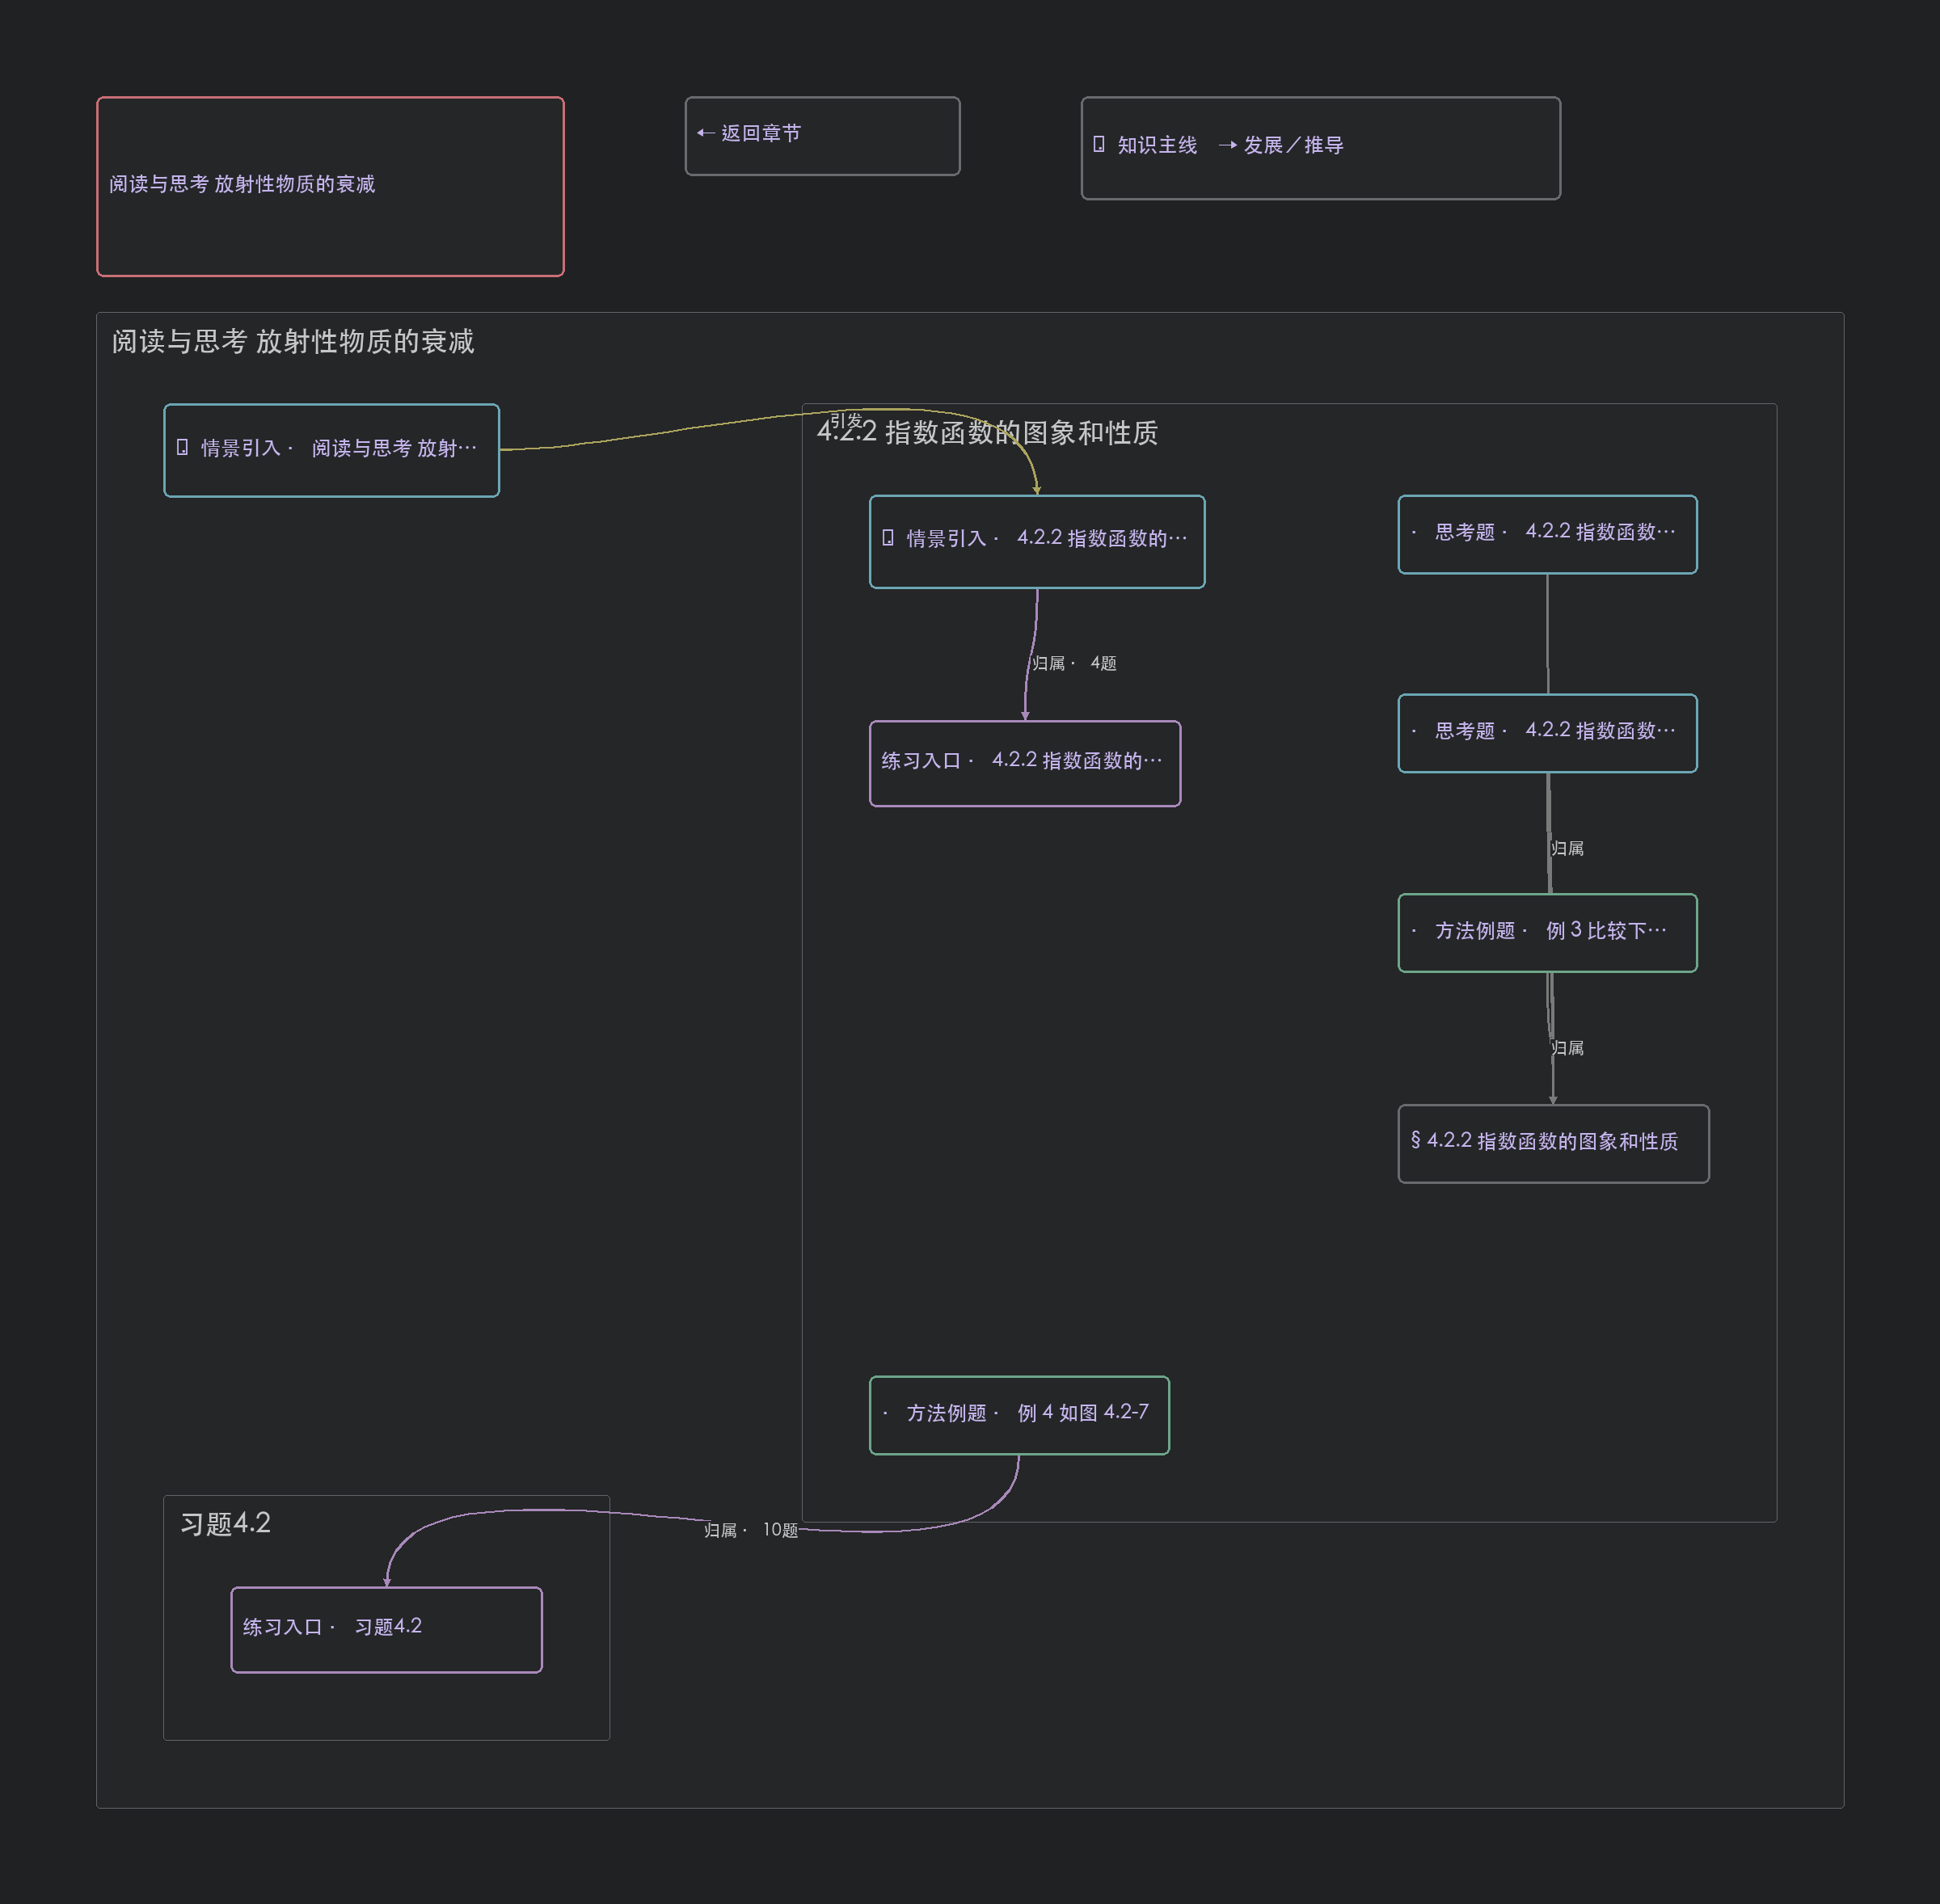 阅读与思考 放射性物质的衰减
← 返回章节
知识主线 → 发展／推导
阅读与思考 放射性物质的衰减
情景引入 · 阅读与思考 放射…
引发
4.2.2 指数函数的图象和性质
情景引入 · 4.2.2 指数函数的…
· 思考题 · 4.2.2 指数函数…
归属 · 4题
· 思考题 · 4.2.2 指数函数…
练习入口 · 4.2.2 指数函数的…
归属
· 方法例题 · 例 3 比较下…
归属
§ 4.2.2 指数函数的图象和性质
· 方法例题 · 例 4 如图 4.2-7
习题4.2
归属 · 10题
练习入口 · 习题4.2